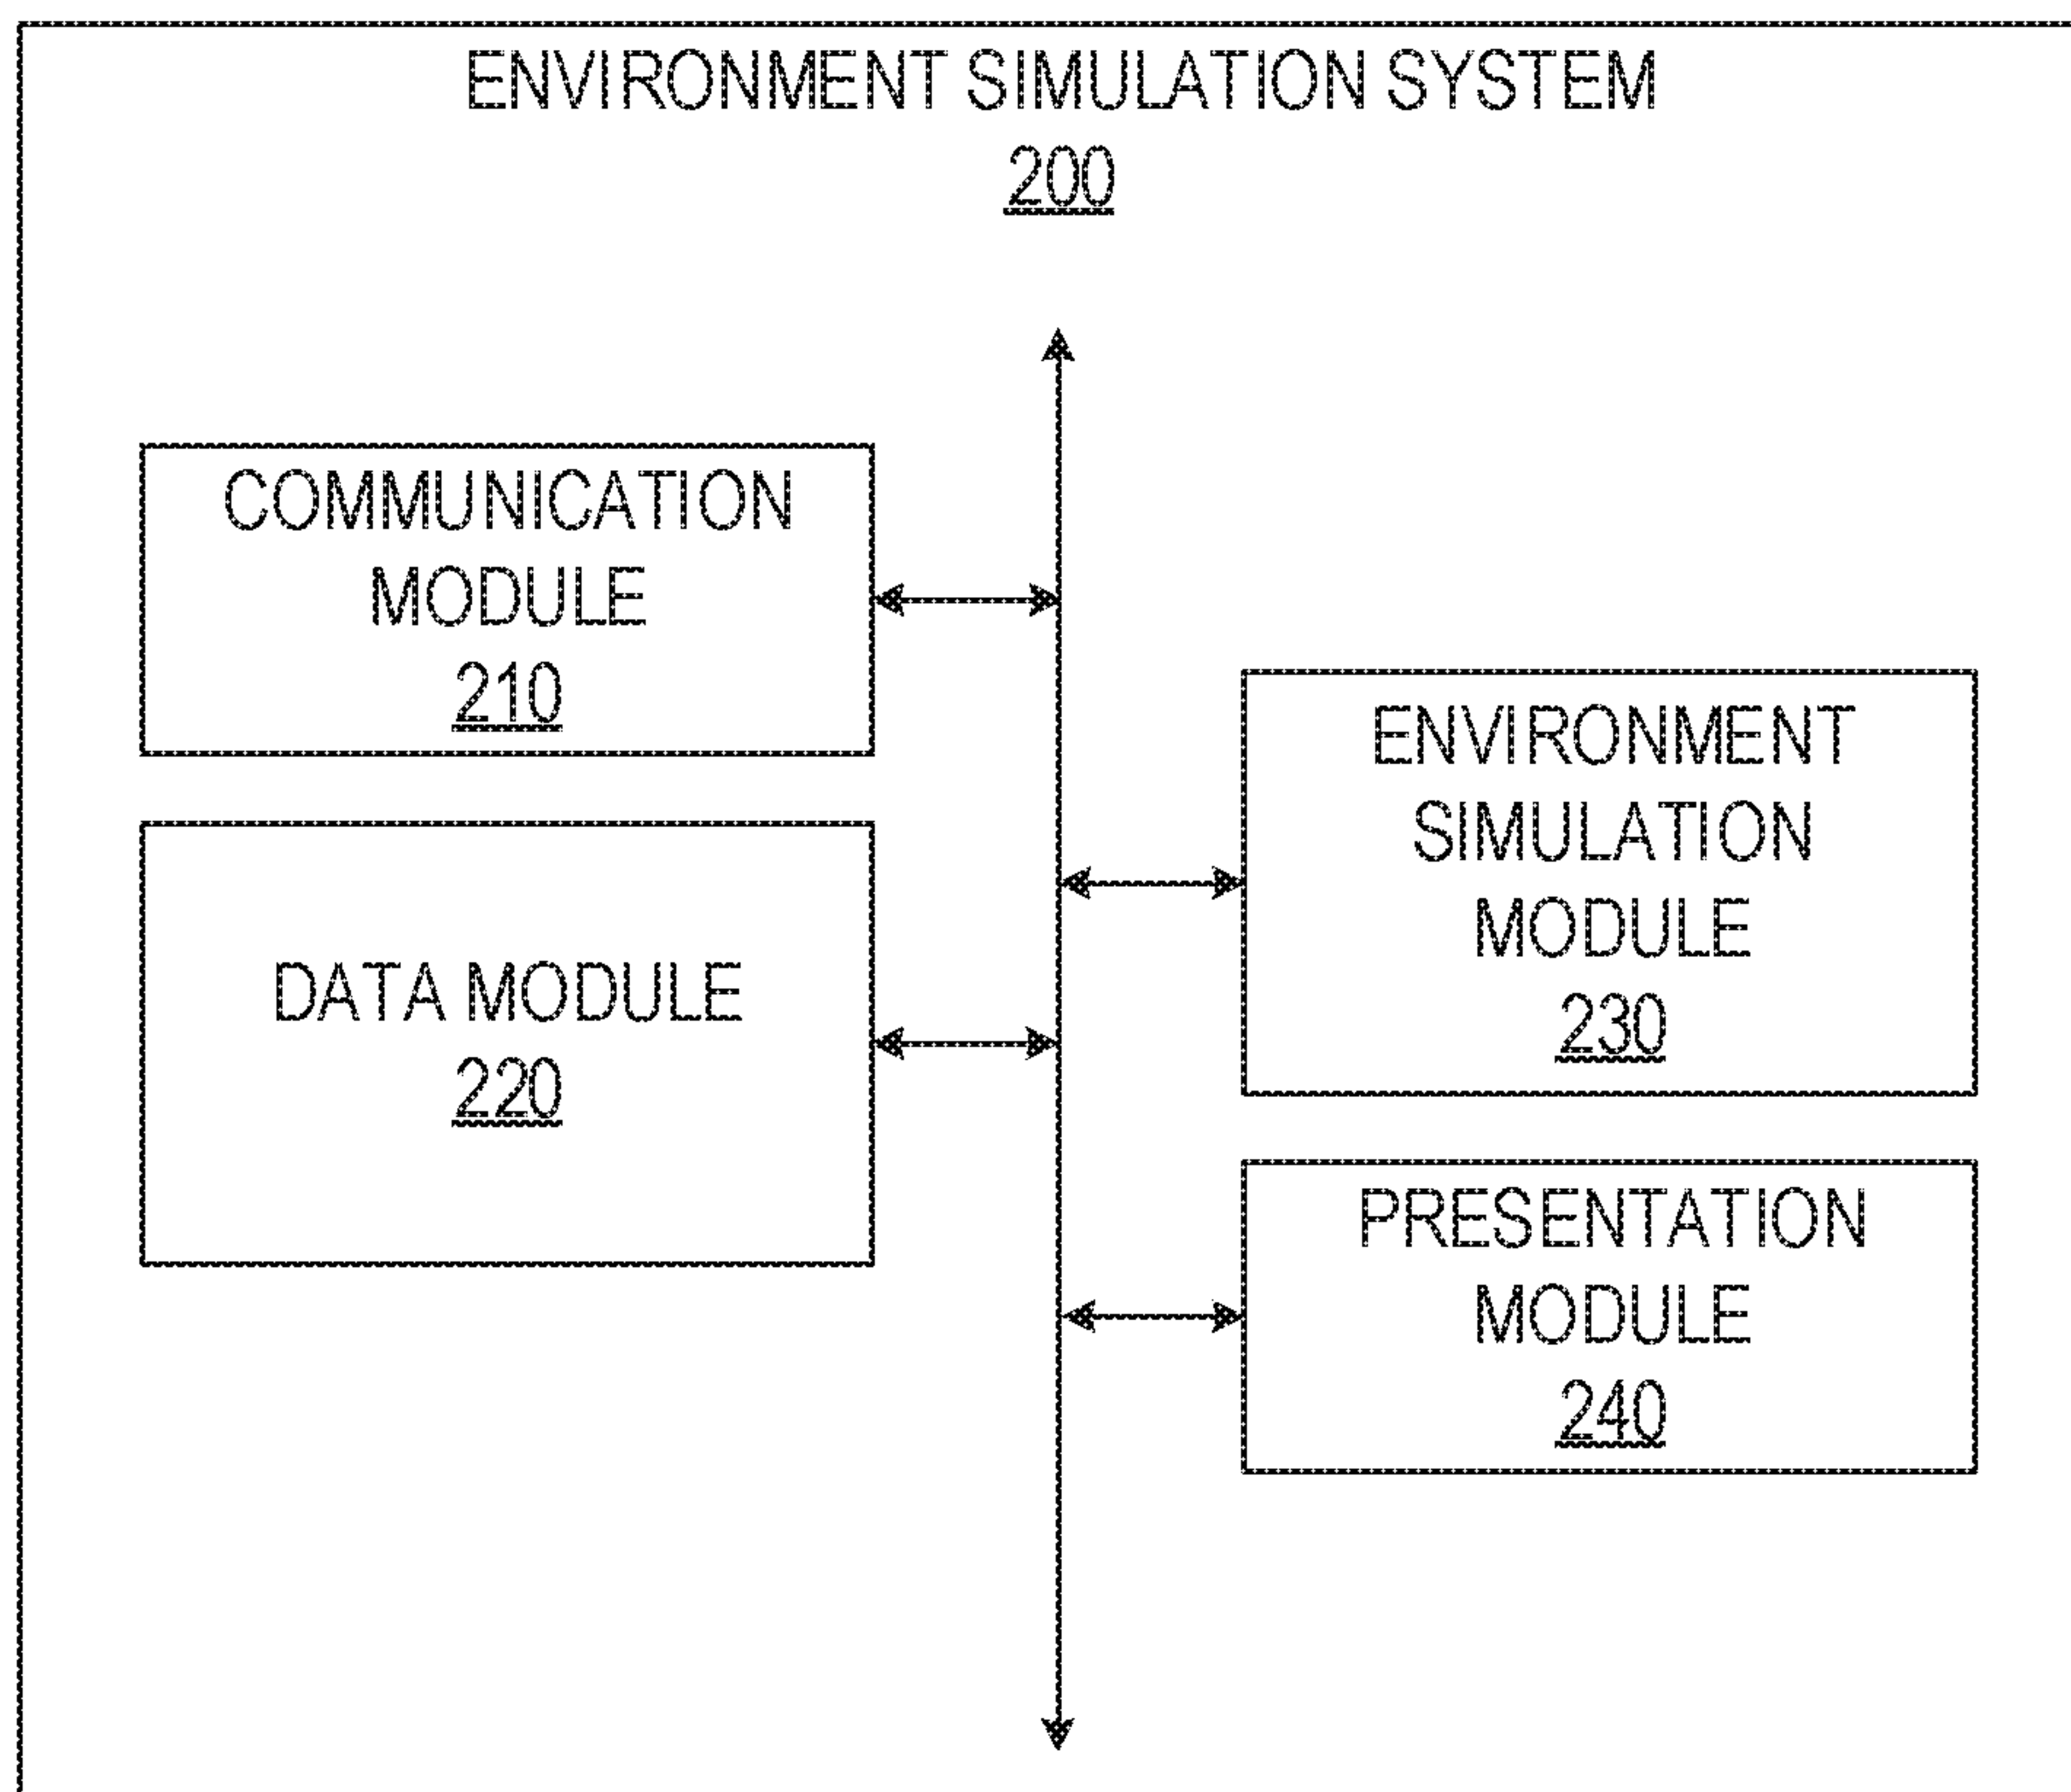 ENVIRONMENT SIMULATION SYSTEM
200
COMMUNICATION
MODULE
210
DATA MODULE
220
ENVIRONMENT
SIMULATION
MODULE
230
PRESENTATION
MODULE
240